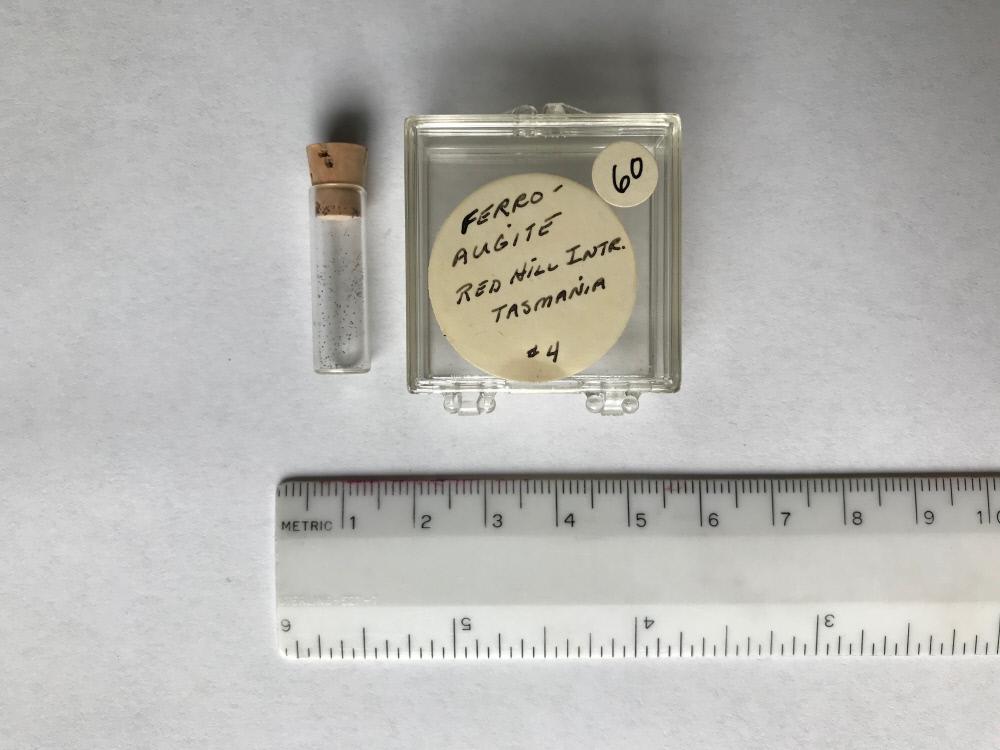 60
FERRO-
AUGITE
RED HILL INTR.
TASMANIA
#4
METRIC 1 2 3 4 5 6 7 8 9 10
6 5 4 3